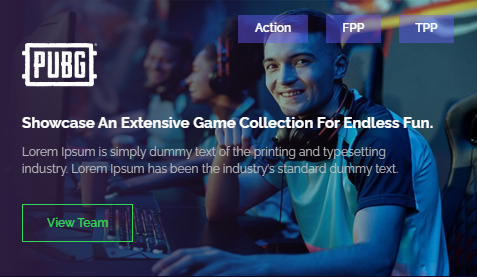 Action FPP TPP
PUBG
Showcase An Extensive Game Collection For Endless Fun.
Lorem Ipsum is simply dummy text of the printing and typesetting
industry. Lorem Ipsum has been the industry's standard dummy text.
View Team